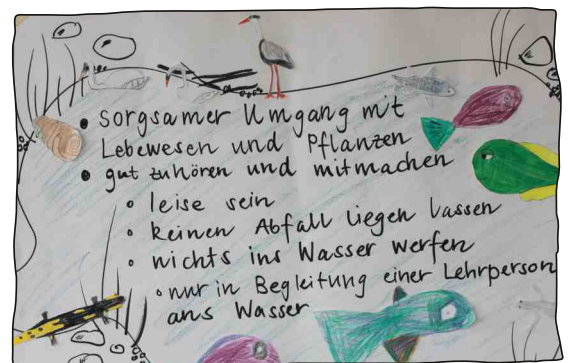 • sorgsamer Umgang mit
Lebewesen und Pflanzen
• gut zuhören und mitmachen
• leise sein
• keinen Abfall liegen lassen
• nichts ins Wasser werfen
• nur in Begleitung einer Lehrperson
ans Wasser